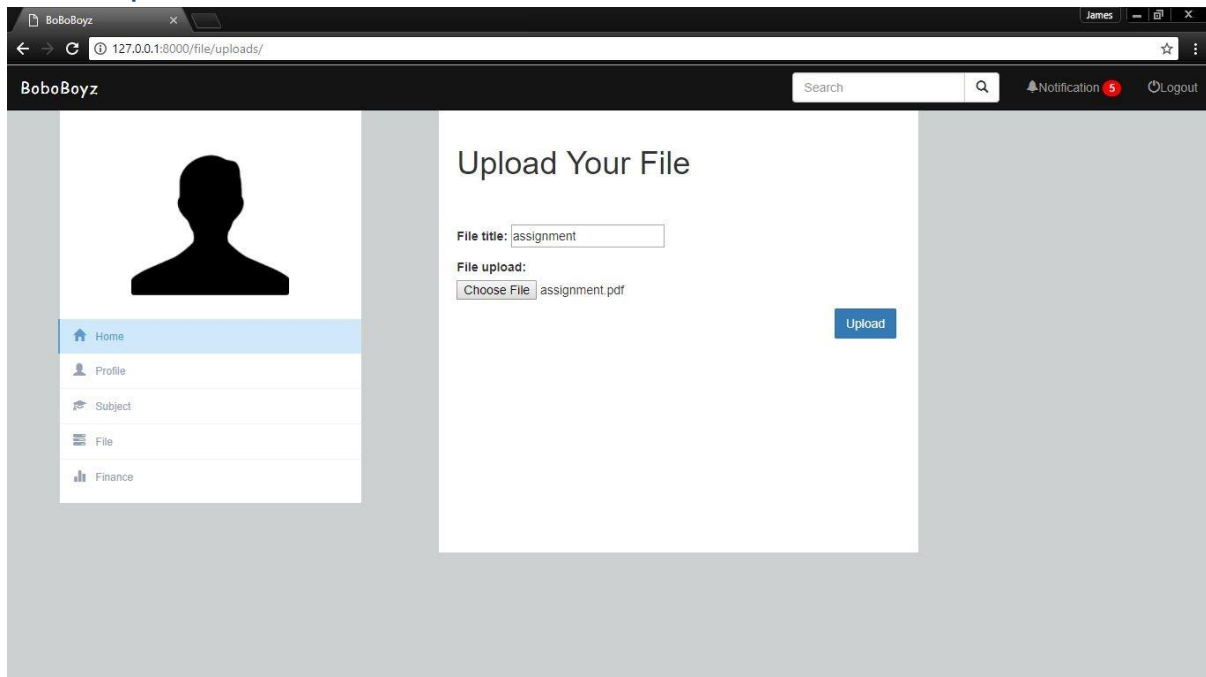 BoBoBoyz
James
127.0.0.1:8000/file/uploads/
BoboBoyz
Search
Notification 5
Logout
Upload Your File
File title: assignment
File upload:
Choose File assignment.pdf
Upload
Home
Profile
Subject
File
Finance